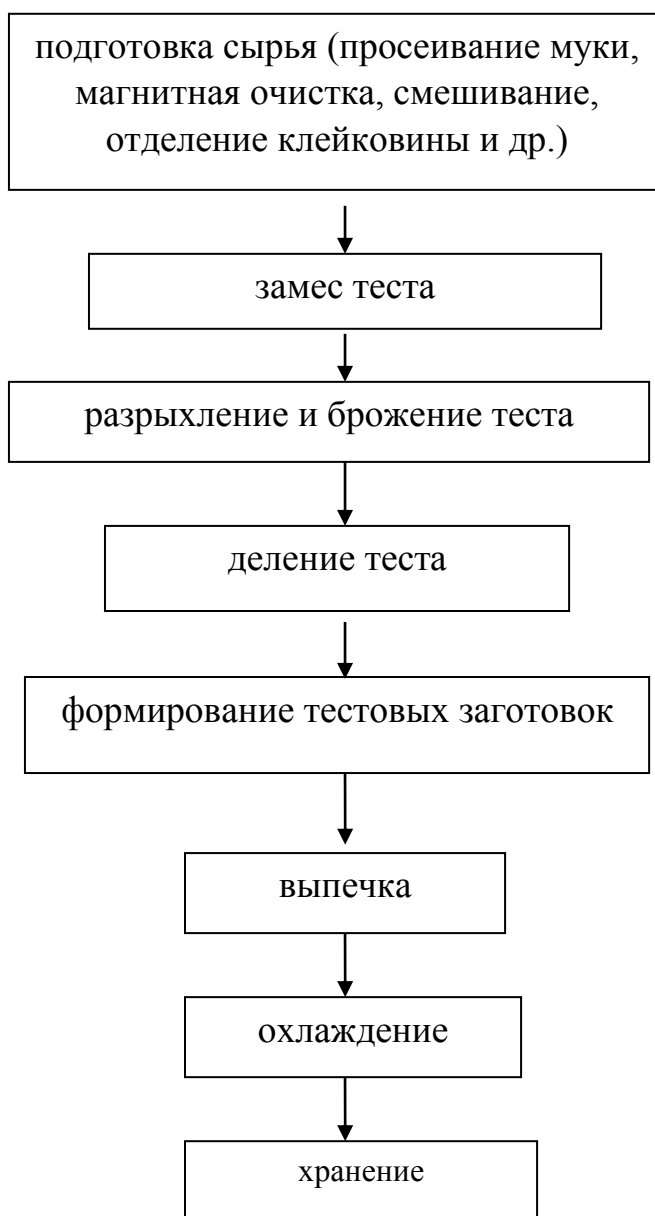 подготовка сырья (просеивание муки,
магнитная очистка, смешивание,
отделение клейковины и др.)
замес теста
разрыхление и брожение теста
деление теста
формирование тестовых заготовок
выпечка
охлаждение
хранение